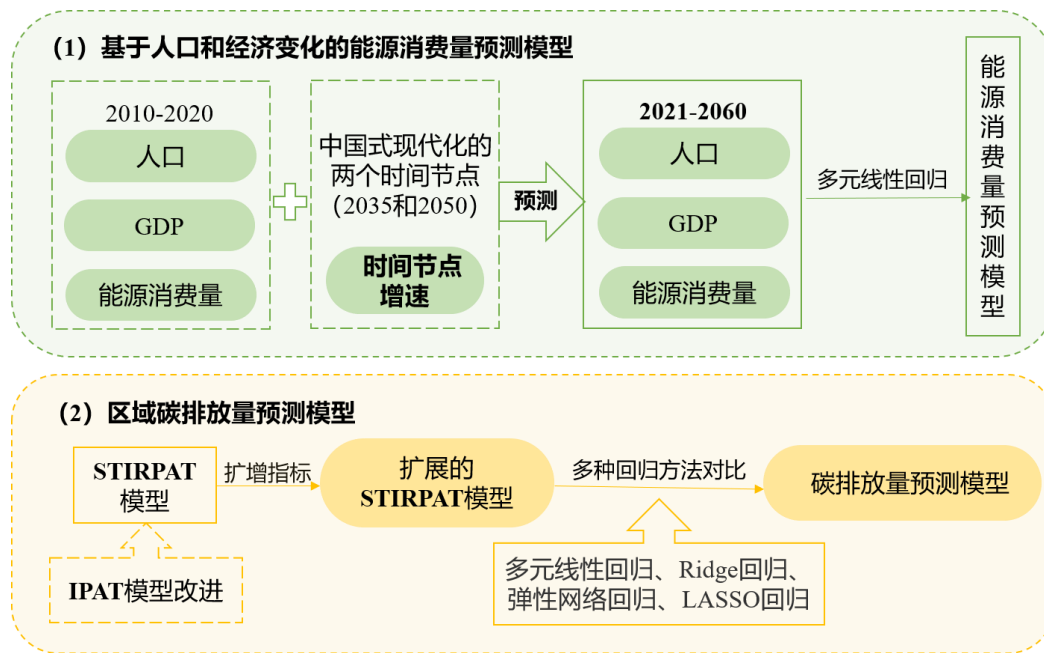 （1）基于人口和经济变化的能源消费量预测模型
2010-2020
人口
GDP
能源消费量
中国式现代化的
两个时间节点
（2035和2050）
时间节点
增速
预测
2021-2060
人口
GDP
能源消费量
多元线性回归
能源消费量预测模型
（2）区域碳排放量预测模型
STIRPAT
模型
IPAT模型改进
扩增指标
扩展的
STIRPAT模型
多种回归方法对比
多元线性回归、Ridge回归、
弹性网络回归、LASSO回归
碳排放量预测模型